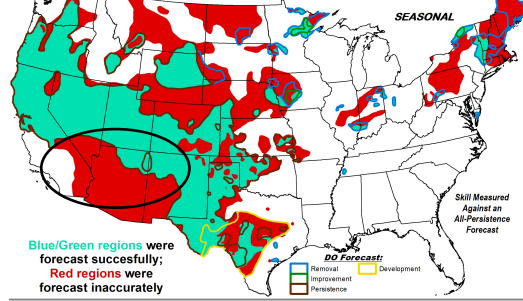 SEASONAL
Skill Measured
Against an
All-Persistence
Forecast
Blue/Green regions were
forecast succesfully;
Red regions were
forecast inaccurately
DO Forecast:
Removal
Development
Improvement
Persistence